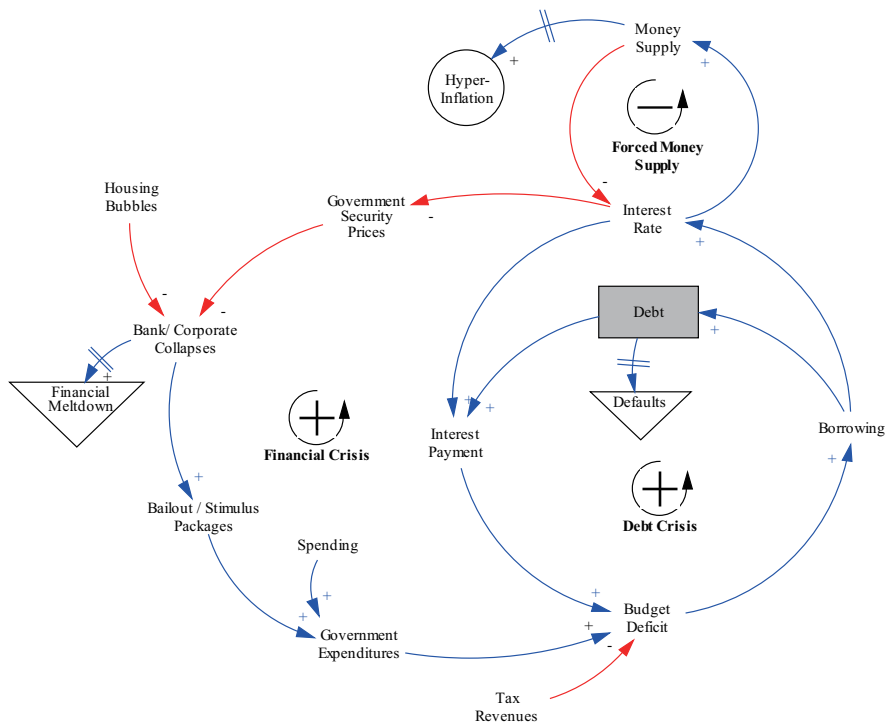 Money
Supply
+
+
Hyper-
Inflation
Forced Money
Supply
Housing
Bubbles
Government
Security
Prices
-
-
Interest
Rate
+
-
-
Bank/ Corporate
Collapses
Debt
+
+
Financial
Meltdown
Defaults
+
+
Financial Crisis
Interest
Payment
Borrowing
+
+
Bailout / Stimulus
Packages
Debt Crisis
Spending
+
+
+
Government
Expenditures
+
+
-
Budget
Deficit
Tax
Revenues